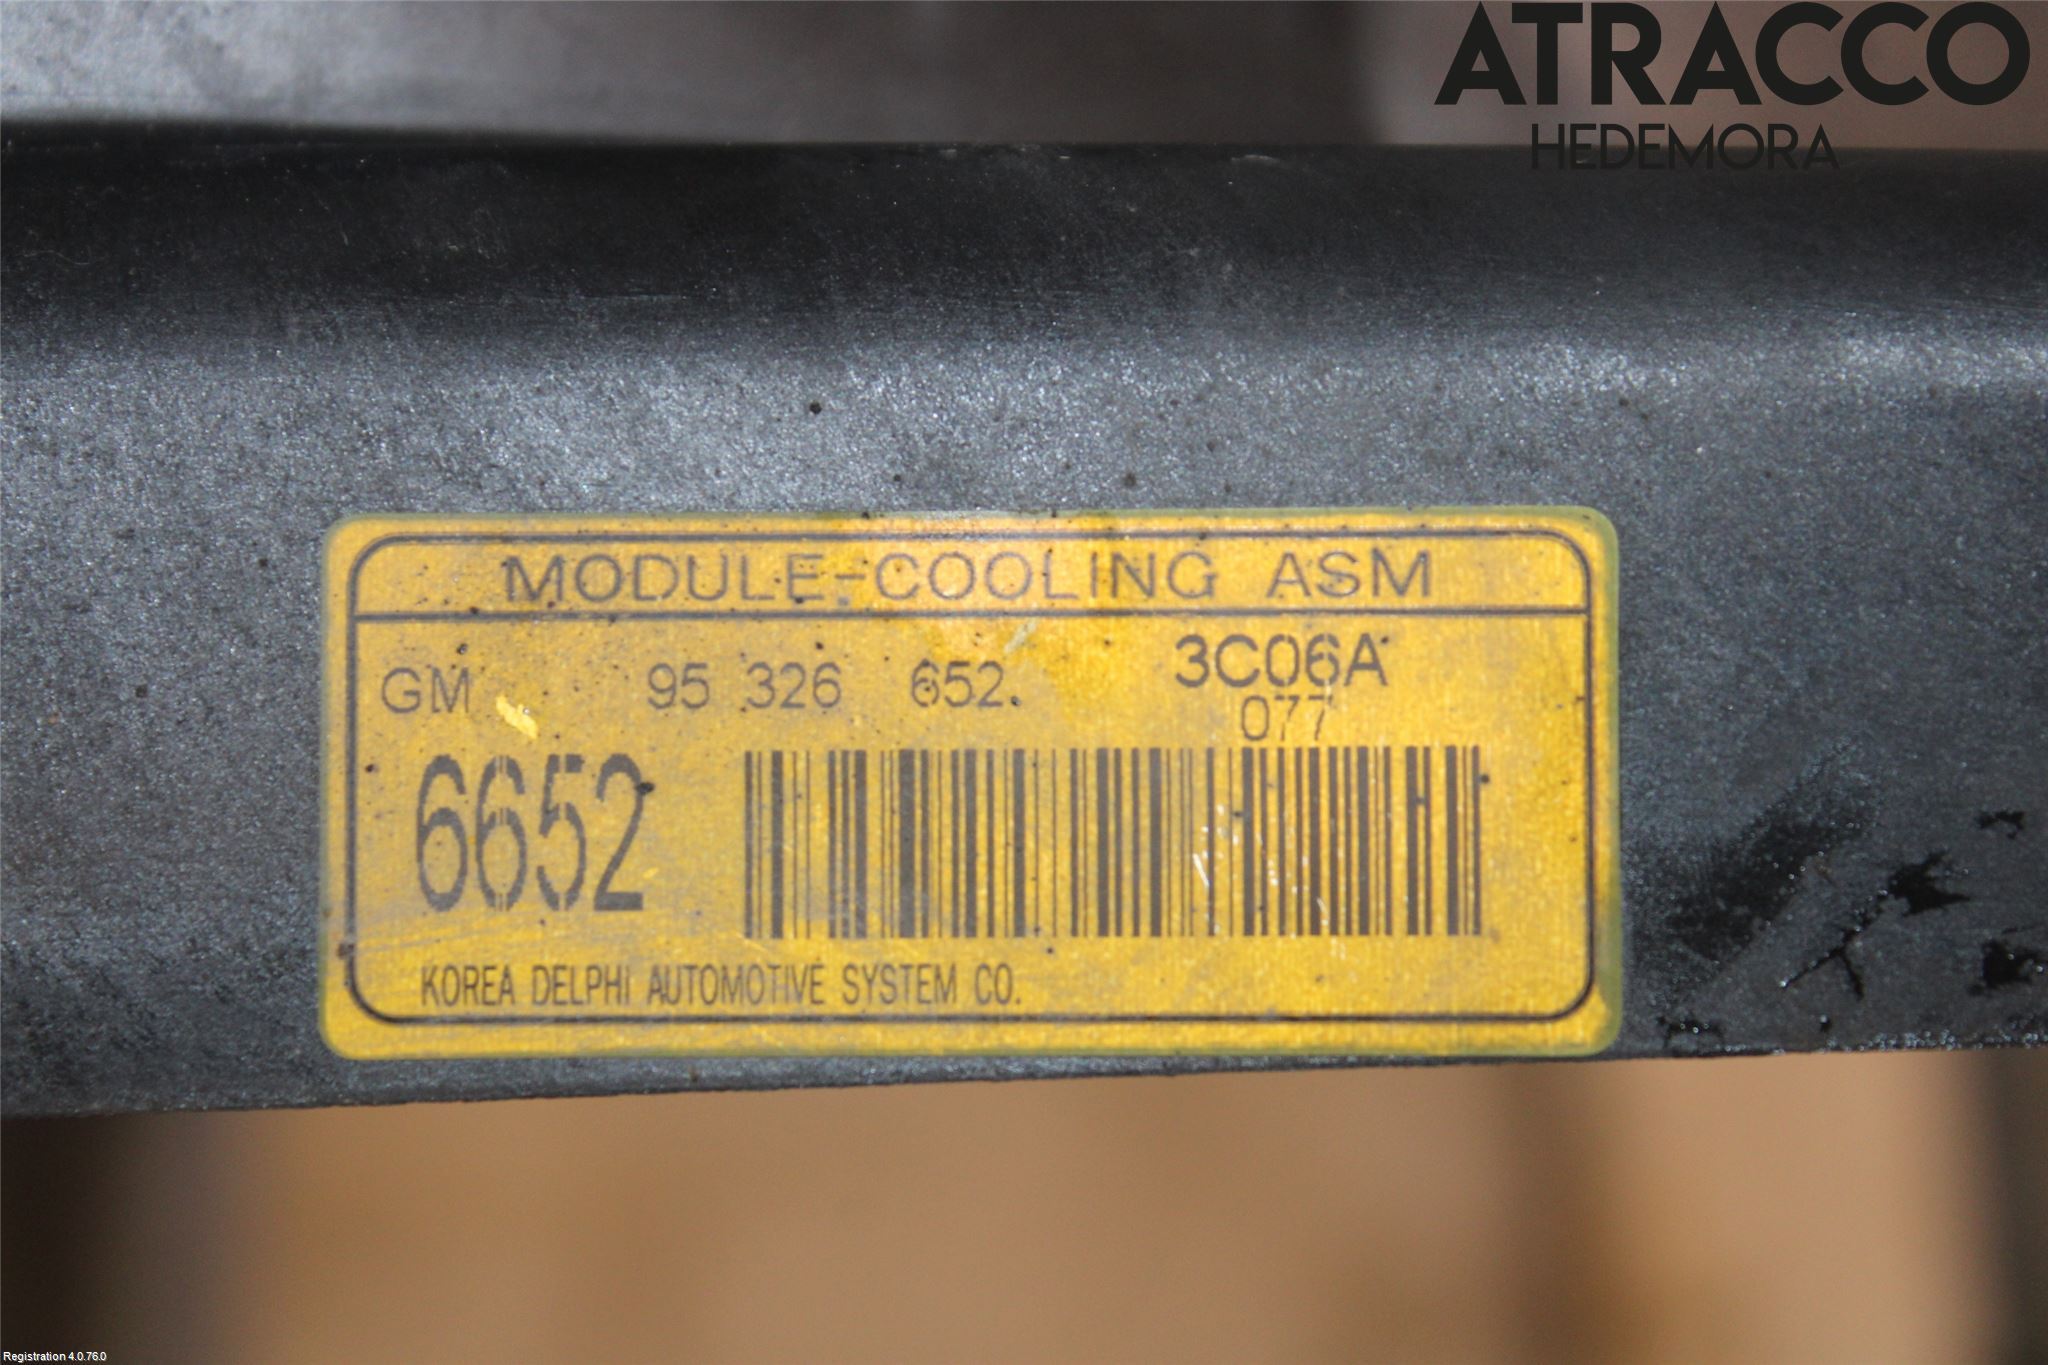 ATRACCO
HEDEMORA
MODULE-COOLING ASM
GM 95 326 652 3C06A
077
6652
KOREA DELPHI AUTOMOTIVE SYSTEM CO.
Registration 4.0.76.0